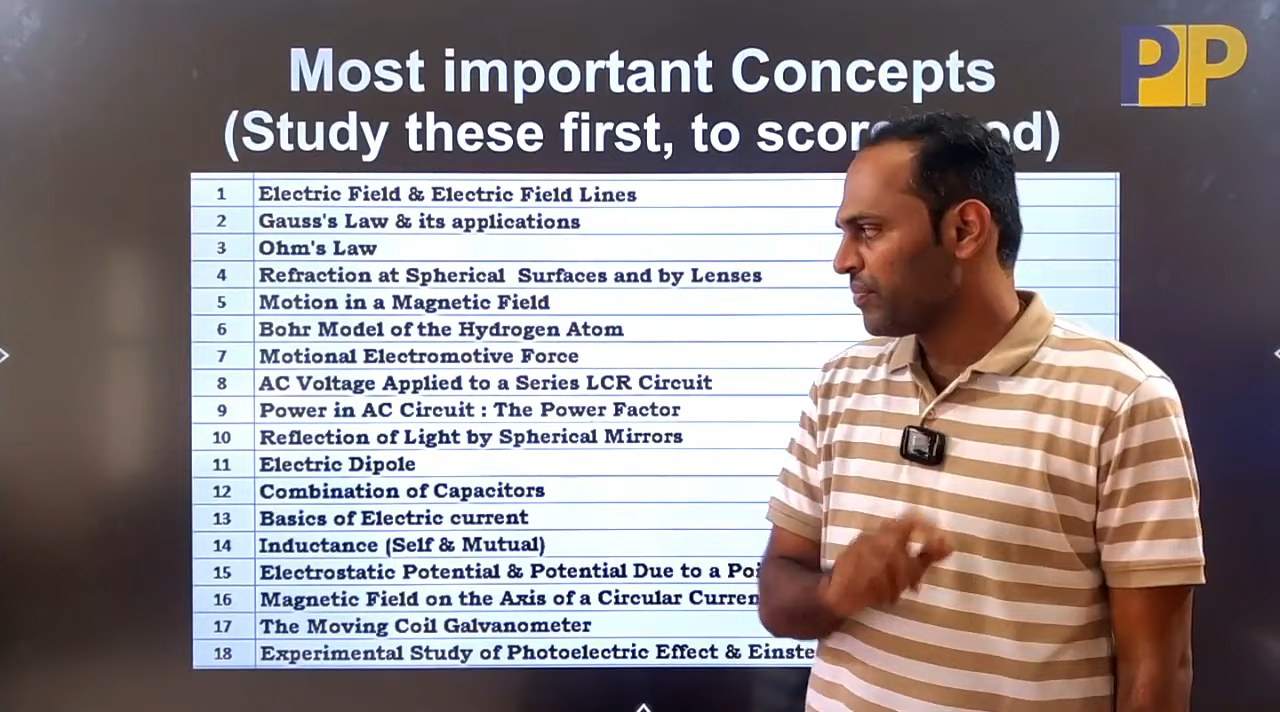 PIP
Most important Concepts
(Study these first, to
1 Electric Field & Electric Field Lines
2 Gauss's Law & its applications
3 Ohm's Law
4 Refraction at Spherical Surfaces and by Lenses
5 Motion in a Magnetic Field
6 Bohr Model of the Hydrogen Atom
7 Motional Electromotive Force
8 AC Voltage Applied to a Series LCR Circuit
9 Power in AC Circuit : The Power Factor
10 Reflection of Light by Spherical Mirrors
11 Electric Dipole
12 Combination of Capacitors
13 Basics of Electric current
14 Inductance (Self & Mutual)
15 Electrostatic Potential & Potential Due to a
16 Magnetic Field on the Axis of a Circular
17 The Moving Coil Galvanometer
18 Experimental Study of Photoelectric Effect &